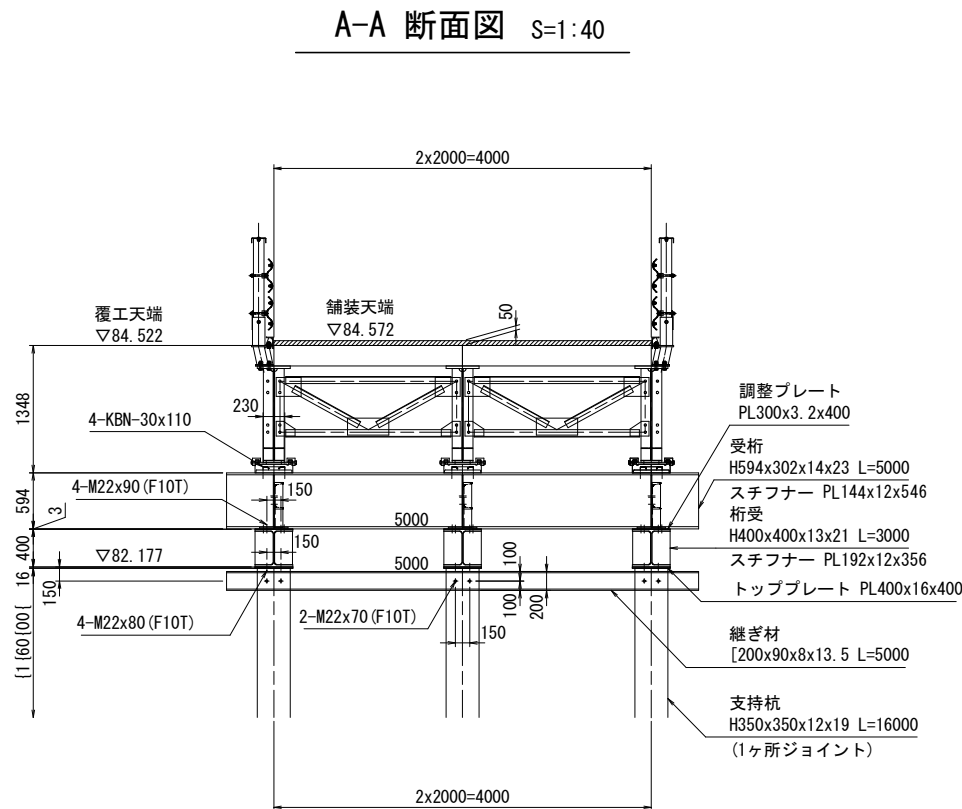 A-A 断面図 S=1:40
2x2000=4000
覆工天端
▽84.522
舗装天端
▽84.572
50
1348
230
4-KBN-30x110
調整プレート
PL300x3.2x400
受桁
H594x302x14x23 L=5000
スチフナー PL144x12x546
594
4-M22x90(F10T)
150
5000
3
桁受
H400x400x13x21 L=3000
スチフナー PL192x12x356
400
▽82.177
150
5000
100
トッププレート PL400x16x400
16
150
100
200
4-M22x80(F10T)
2-M22x70(F10T)
150
継ぎ材
[200x90x8x13.5 L=5000
支持杭
H350x350x12x19 L=16000
(1ヶ所ジョイント)
2x2000=4000